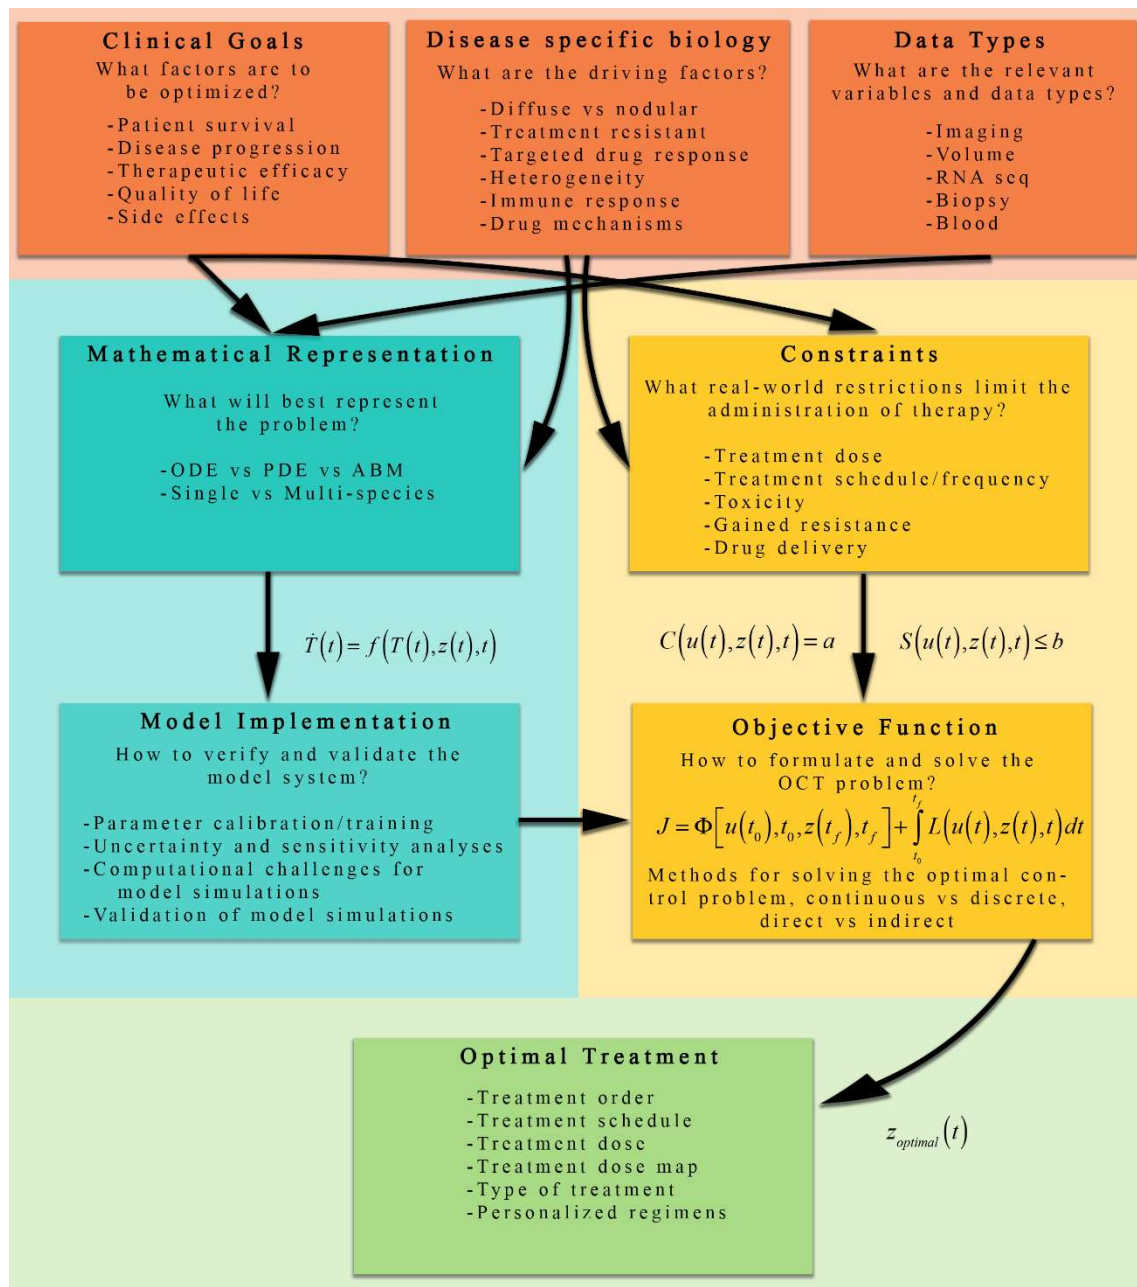 Clinical Goals
What factors are to
be optimized?
-Patient survival
-Disease progression
-Therapeutic efficacy
-Quality of life
-Side effects
Disease specific biology
What are the driving factors?
-Diffuse vs nodular
-Treatment resistant
-Targeted drug response
-Heterogeneity
-Immune response
-Drug mechanisms
Data Types
What are the relevant
variables and data types?
-Imaging
-Volume
-RNA seq
-Biopsy
-Blood
Mathematical Representation
What will best represent
the problem?
-ODE vs PDE vs ABM
-Single vs Multi-species
Constraints
What real-world restrictions limit the
administration of therapy?
-Treatment dose
-Treatment schedule/frequency
-Toxicity
-Gained resistance
-Drug delivery
Ṫ(t)=f(T(t),z(t),t)
C(u(t),z(t),t)=a
S(u(t),z(t),t)≤b
Model Implementation
How to verify and validate the
model system?
-Parameter calibration/training
-Uncertainty and sensitivity analyses
-Computational challenges for
model simulations
-Validation of model simulations
Objective Function
How to formulate and solve the
OCT problem?
J=Φ[u(t₀),t₀,z(t_f),t_f]+∫_{t₀}^{t_f} L(u(t),z(t),t)dt
Methods for solving the optimal con-
trol problem, continuous vs discrete,
direct vs indirect
Optimal Treatment
-Treatment order
-Treatment schedule
-Treatment dose
-Treatment dose map
-Type of treatment
-Personalized regimens
z_optimal(t)